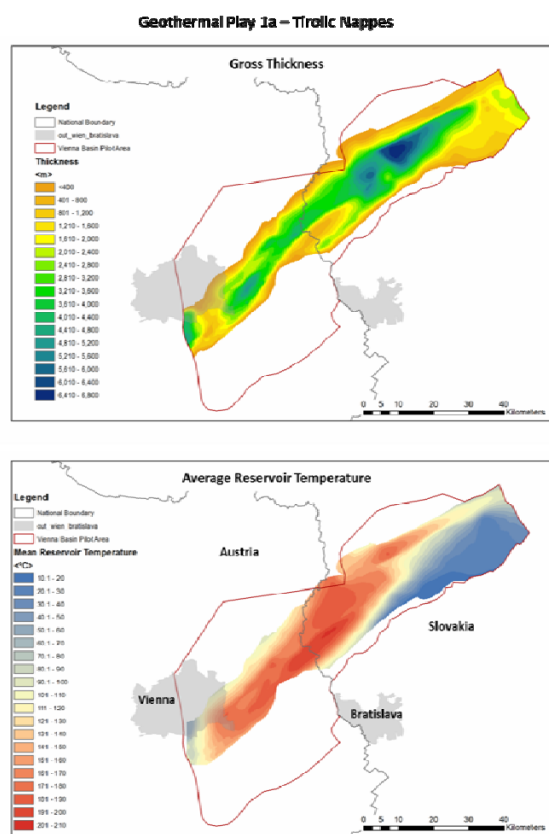 Geothermal Play 1a – Tirolic Nappes
Gross Thickness
Legend
National Boundary
out_wien_bratislava
Vienna Basin Pilot Area
Thickness
<m>
<400
401 - 800
801 - 1,200
1,210 - 1,600
1,610 - 2,000
2,010 - 2,400
2,410 - 2,800
2,810 - 3,200
3,210 - 3,600
3,610 - 4,000
4,010 - 4,400
4,410 - 4,800
4,810 - 5,200
5,210 - 5,600
5,610 - 6,000
6,010 - 6,400
6,410 - 6,800
0 5 10 20 30 40
Kilometers
Average Reservoir Temperature
Legend
National Boundary
out_wien_bratislava
Vienna Basin Pilot Area
Mean Reservoir Temperature
<°C>
10.1 - 20
20.1 - 30
30.1 - 40
40.1 - 50
50.1 - 60
60.1 - 70
70.1 - 80
80.1 - 90
90.1 - 100
101 - 110
111 - 120
121 - 130
131 - 140
141 - 150
151 - 160
161 - 170
171 - 180
181 - 190
191 - 200
201 - 210
Austria
Slovakia
Vienna
Bratislava
0 5 10 20 30 40
Kilometers